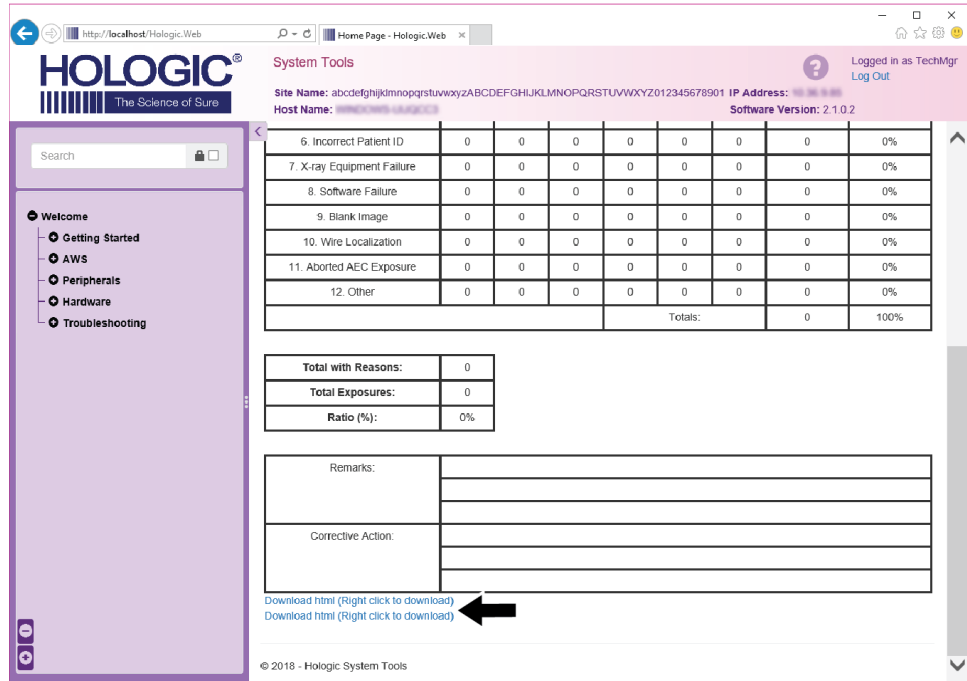 http://localhost/Hologic.Web
Home Page - Hologic.Web
HOLOGIC®
The Science of Sure
System Tools
?
Logged in as TechMgr
Log Out
Site Name: abcdefghijklmnopqrstuvwxyzABCDEFGHIJKLMNOPQRSTUVWXYZ012345678901 IP Address:
Host Name:
Software Version: 2.1.0.2
Search
Welcome
Getting Started
AWS
Peripherals
Hardware
Troubleshooting
6. Incorrect Patient ID 0 0 0 0 0 0 0 0%
7. X-ray Equipment Failure 0 0 0 0 0 0 0 0%
8. Software Failure 0 0 0 0 0 0 0 0%
9. Blank Image 0 0 0 0 0 0 0 0%
10. Wire Localization 0 0 0 0 0 0 0 0%
11. Aborted AEC Exposure 0 0 0 0 0 0 0 0%
12. Other 0 0 0 0 0 0 0 0%
Totals: 0 100%
Total with Reasons: 0
Total Exposures: 0
Ratio (%): 0%
Remarks:
Corrective Action:
Download html (Right click to download)
Download html (Right click to download)
© 2018 - Hologic System Tools